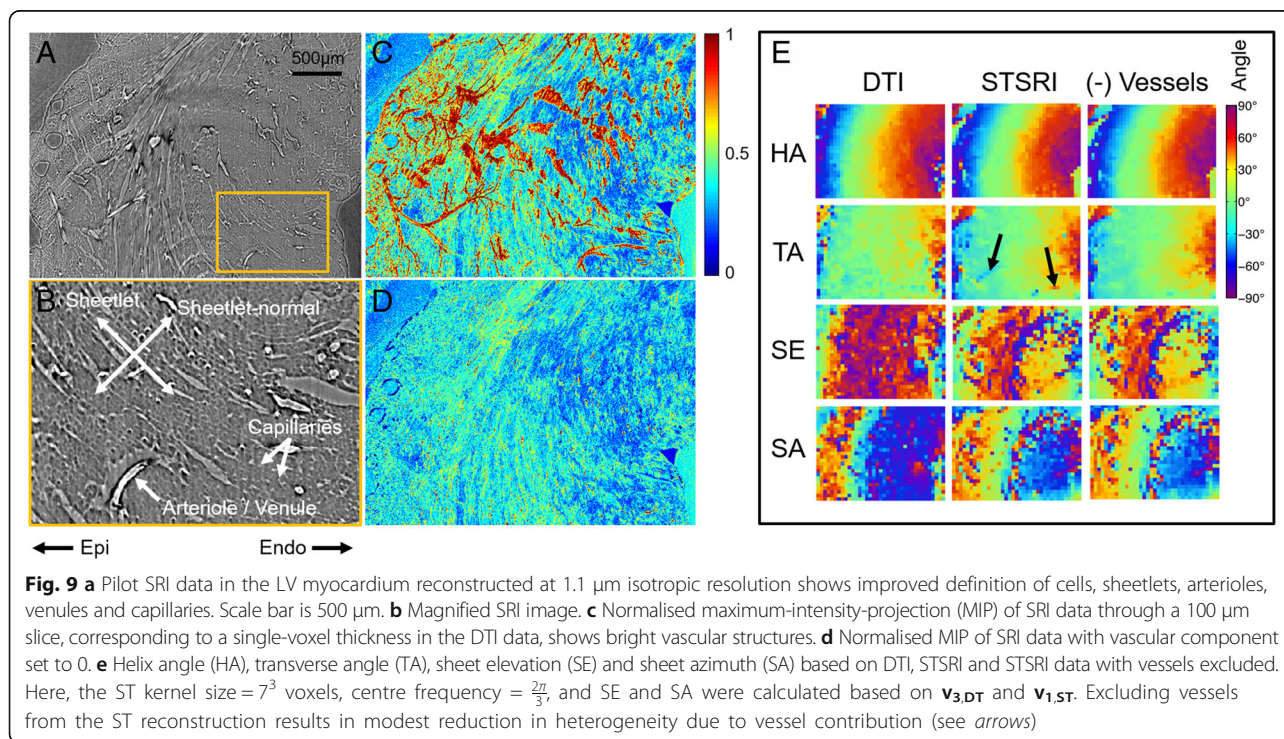 A
500μm
C
1
0.5
0
B
Sheetlet
Sheetlet-normal
Capillaries
Arteriole / Venule
D
Epi
Endo
E
DTI
STSRI
(-) Vessels
Angle
HA
90°
60°
30°
TA
0°
-30°
-60°
-90°
SE
SA
Fig. 9 a Pilot SRI data in the LV myocardium reconstructed at 1.1 μm isotropic resolution shows improved definition of cells, sheetlets, arterioles,
venules and capillaries. Scale bar is 500 μm. b Magnified SRI image. c Normalised maximum-intensity-projection (MIP) of SRI data through a 100 μm
slice, corresponding to a single-voxel thickness in the DTI data, shows bright vascular structures. d Normalised MIP of SRI data with vascular component
set to 0. e Helix angle (HA), transverse angle (TA), sheet elevation (SE) and sheet azimuth (SA) based on DTI, STSRI and STSRI data with vessels excluded.
Here, the ST kernel size = 7³ voxels, centre frequency = 2π/3, and SE and SA were calculated based on v3,DT and v1,ST. Excluding vessels
from the ST reconstruction results in modest reduction in heterogeneity due to vessel contribution (see arrows)